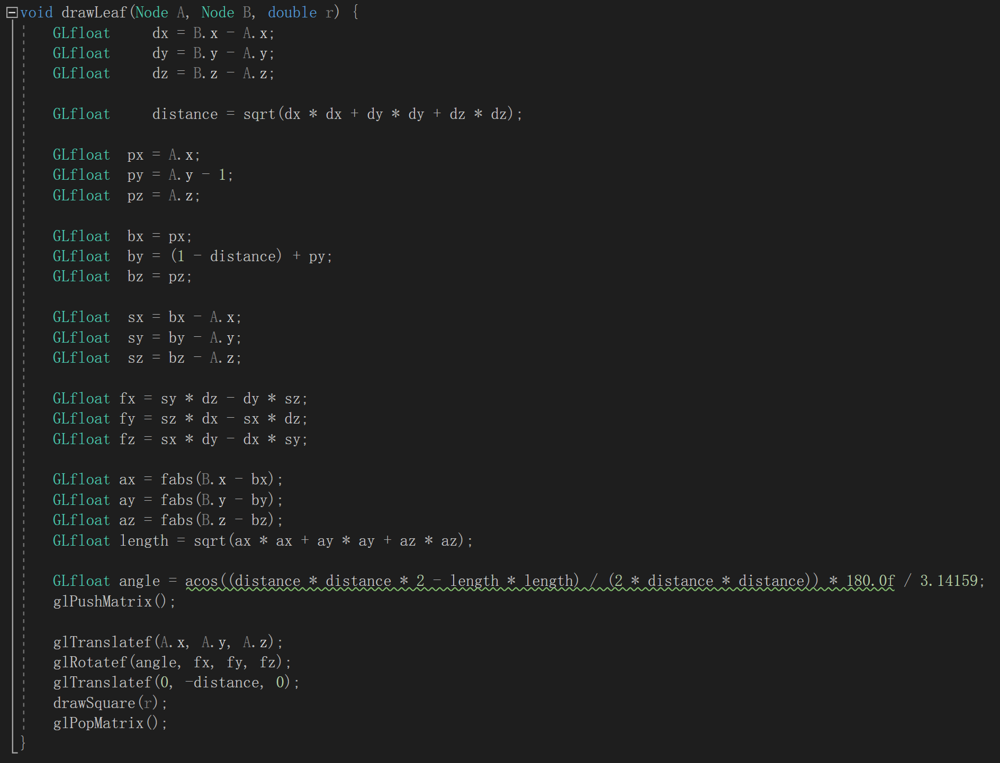 void drawLeaf(Node A, Node B, double r) {
GLfloat     dx = B.x - A.x;
GLfloat     dy = B.y - A.y;
GLfloat     dz = B.z - A.z;
GLfloat     distance = sqrt(dx * dx + dy * dy + dz * dz);
GLfloat  px = A.x;
GLfloat  py = A.y - 1;
GLfloat  pz = A.z;
GLfloat  bx = px;
GLfloat  by = (1 - distance) + py;
GLfloat  bz = pz;
GLfloat  sx = bx - A.x;
GLfloat  sy = by - A.y;
GLfloat  sz = bz - A.z;
GLfloat fx = sy * dz - dy * sz;
GLfloat fy = sz * dx - sx * dz;
GLfloat fz = sx * dy - dx * sy;
GLfloat ax = fabs(B.x - bx);
GLfloat ay = fabs(B.y - by);
GLfloat az = fabs(B.z - bz);
GLfloat length = sqrt(ax * ax + ay * ay + az * az);
GLfloat angle = acos((distance * distance * 2 - length * length) / (2 * distance * distance)) * 180.0f / 3.14159;
glPushMatrix();
glTranslatef(A.x, A.y, A.z);
glRotatef(angle, fx, fy, fz);
glTranslatef(0, -distance, 0);
drawSquare(r);
glPopMatrix();
}